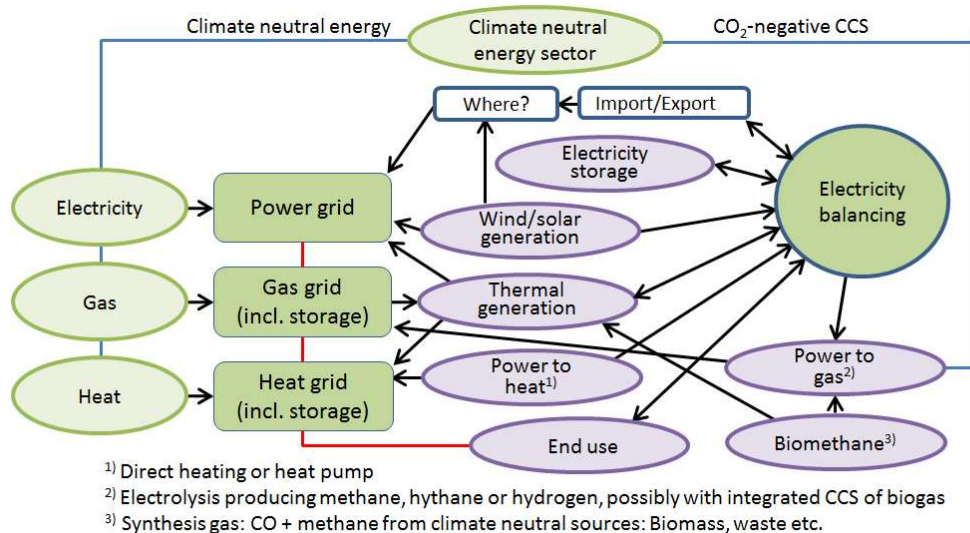 Climate neutral energy
Climate neutral
energy sector
CO₂-negative CCS
Where?
Import/Export
Electricity
storage
Electricity
balancing
Electricity
Power grid
Wind/solar
generation
Gas
Gas grid
(incl. storage)
Thermal
generation
Heat
Heat grid
(incl. storage)
Power to
heat¹⁾
Power to
gas²⁾
End use
Biomethane³⁾
¹⁾ Direct heating or heat pump
²⁾ Electrolysis producing methane, hythane or hydrogen, possibly with integrated CCS of biogas
³⁾ Synthesis gas: CO + methane from climate neutral sources: Biomass, waste etc.